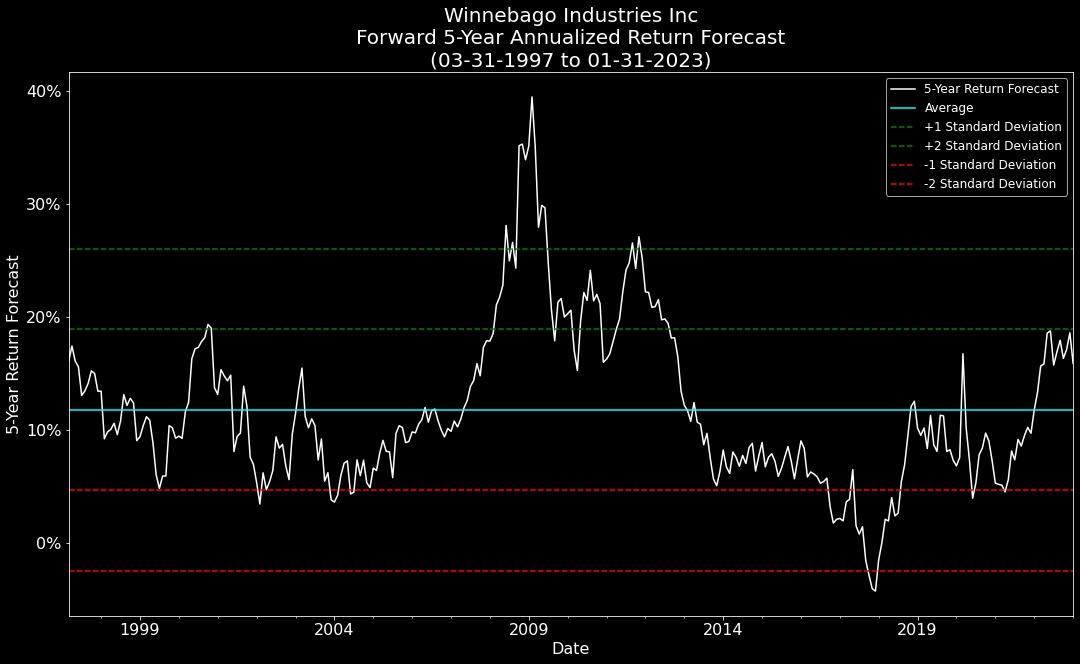 Winnebago Industries Inc
Forward 5-Year Annualized Return Forecast
(03-31-1997 to 01-31-2023)
5-Year Return Forecast
Average
+1 Standard Deviation
+2 Standard Deviation
-1 Standard Deviation
-2 Standard Deviation
40%
30%
20%
10%
0%
5-Year Return Forecast
1999
2004
2009
2014
2019
Date